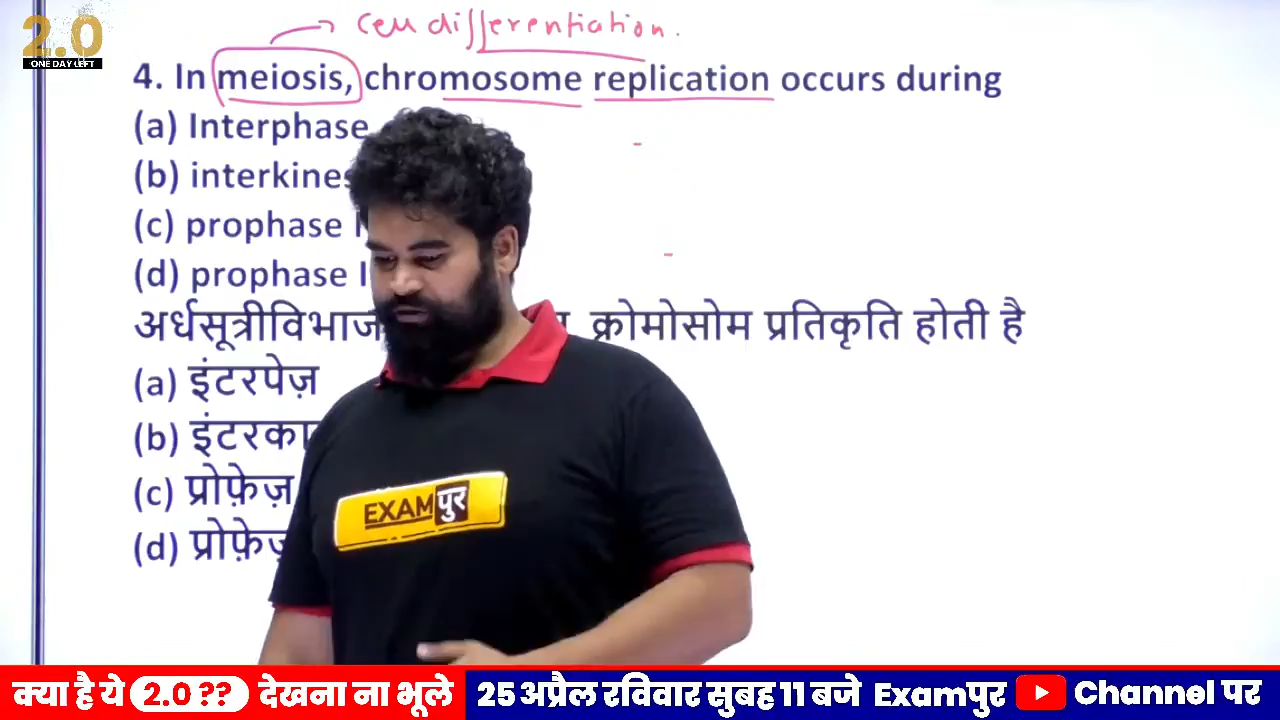 2.0
ONE DAY LEFT
cell differentiation.
4. In meiosis, chromosome replication occurs during
(a) Interphase
(b) interkines
(c) prophase I
(d) prophase I
अर्धसूत्रीविभाज क्रोमोसोम प्रतिकृति होती है
(a) इंटरपेज़
(b) इंटरका
(c) प्रोफ़ेज़
(d) प्रोफ़ेज़
EXAMपुर
क्या है ये 2.0 ?? देखना ना भूले 25 अप्रैल रविवार सुबह 11 बजे Examपुर Channel पर